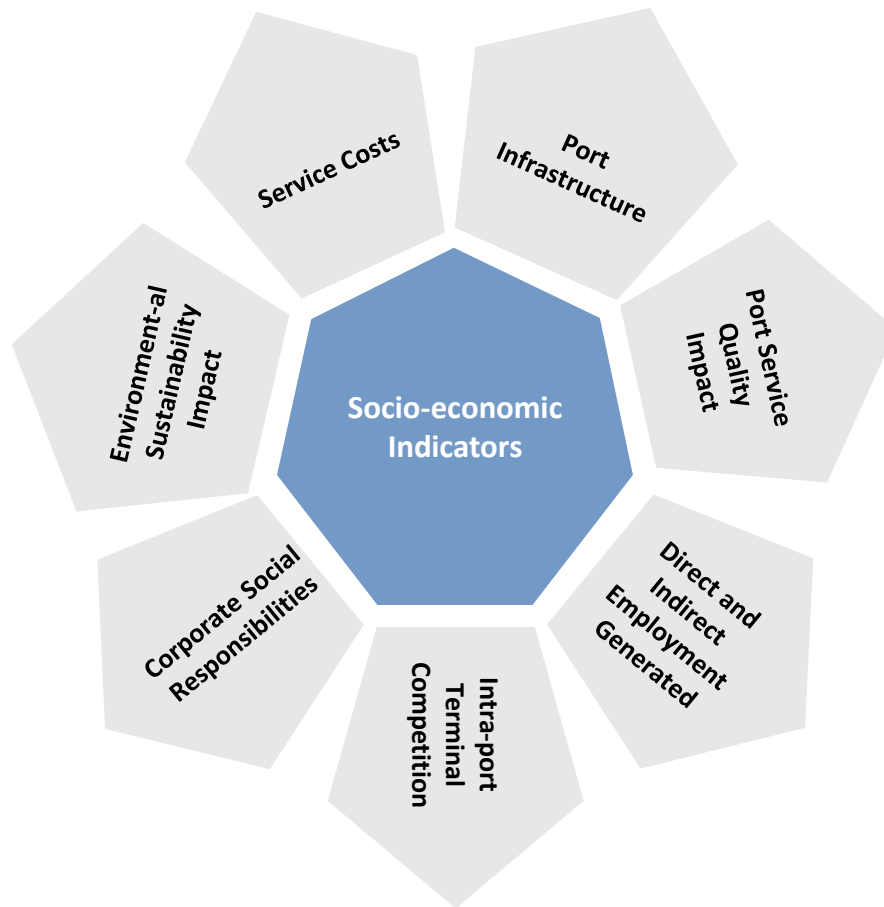 Service Costs
Port
Infrastructure
Environment-al
Sustainability
Impact
Port Service
Quality
Impact
Socio-economic
Indicators
Corporate Social
Responsibilities
Direct and
Indirect
Employment
Generated
Intra-port
Terminal
Competition